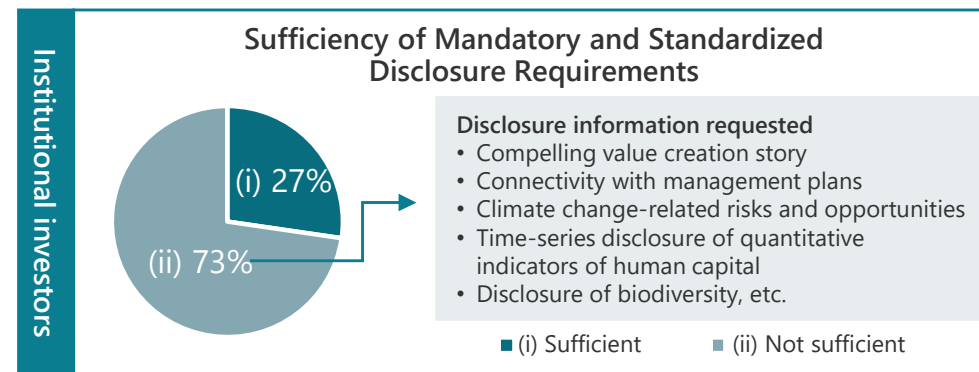 Institutional investors
Sufficiency of Mandatory and Standardized
Disclosure Requirements
(i) 27%
(ii) 73%
Disclosure information requested
• Compelling value creation story
• Connectivity with management plans
• Climate change-related risks and opportunities
• Time-series disclosure of quantitative
indicators of human capital
• Disclosure of biodiversity, etc.
(i) Sufficient
(ii) Not sufficient